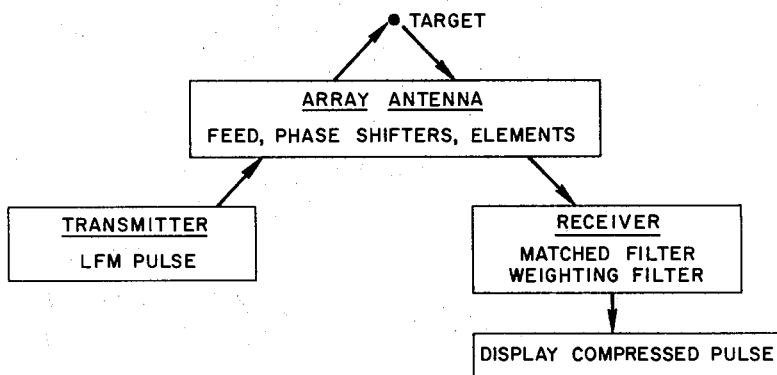 TARGET
ARRAY ANTENNA
FEED, PHASE SHIFTERS, ELEMENTS
TRANSMITTER
LFM PULSE
RECEIVER
MATCHED FILTER
WEIGHTING FILTER
DISPLAY COMPRESSED PULSE